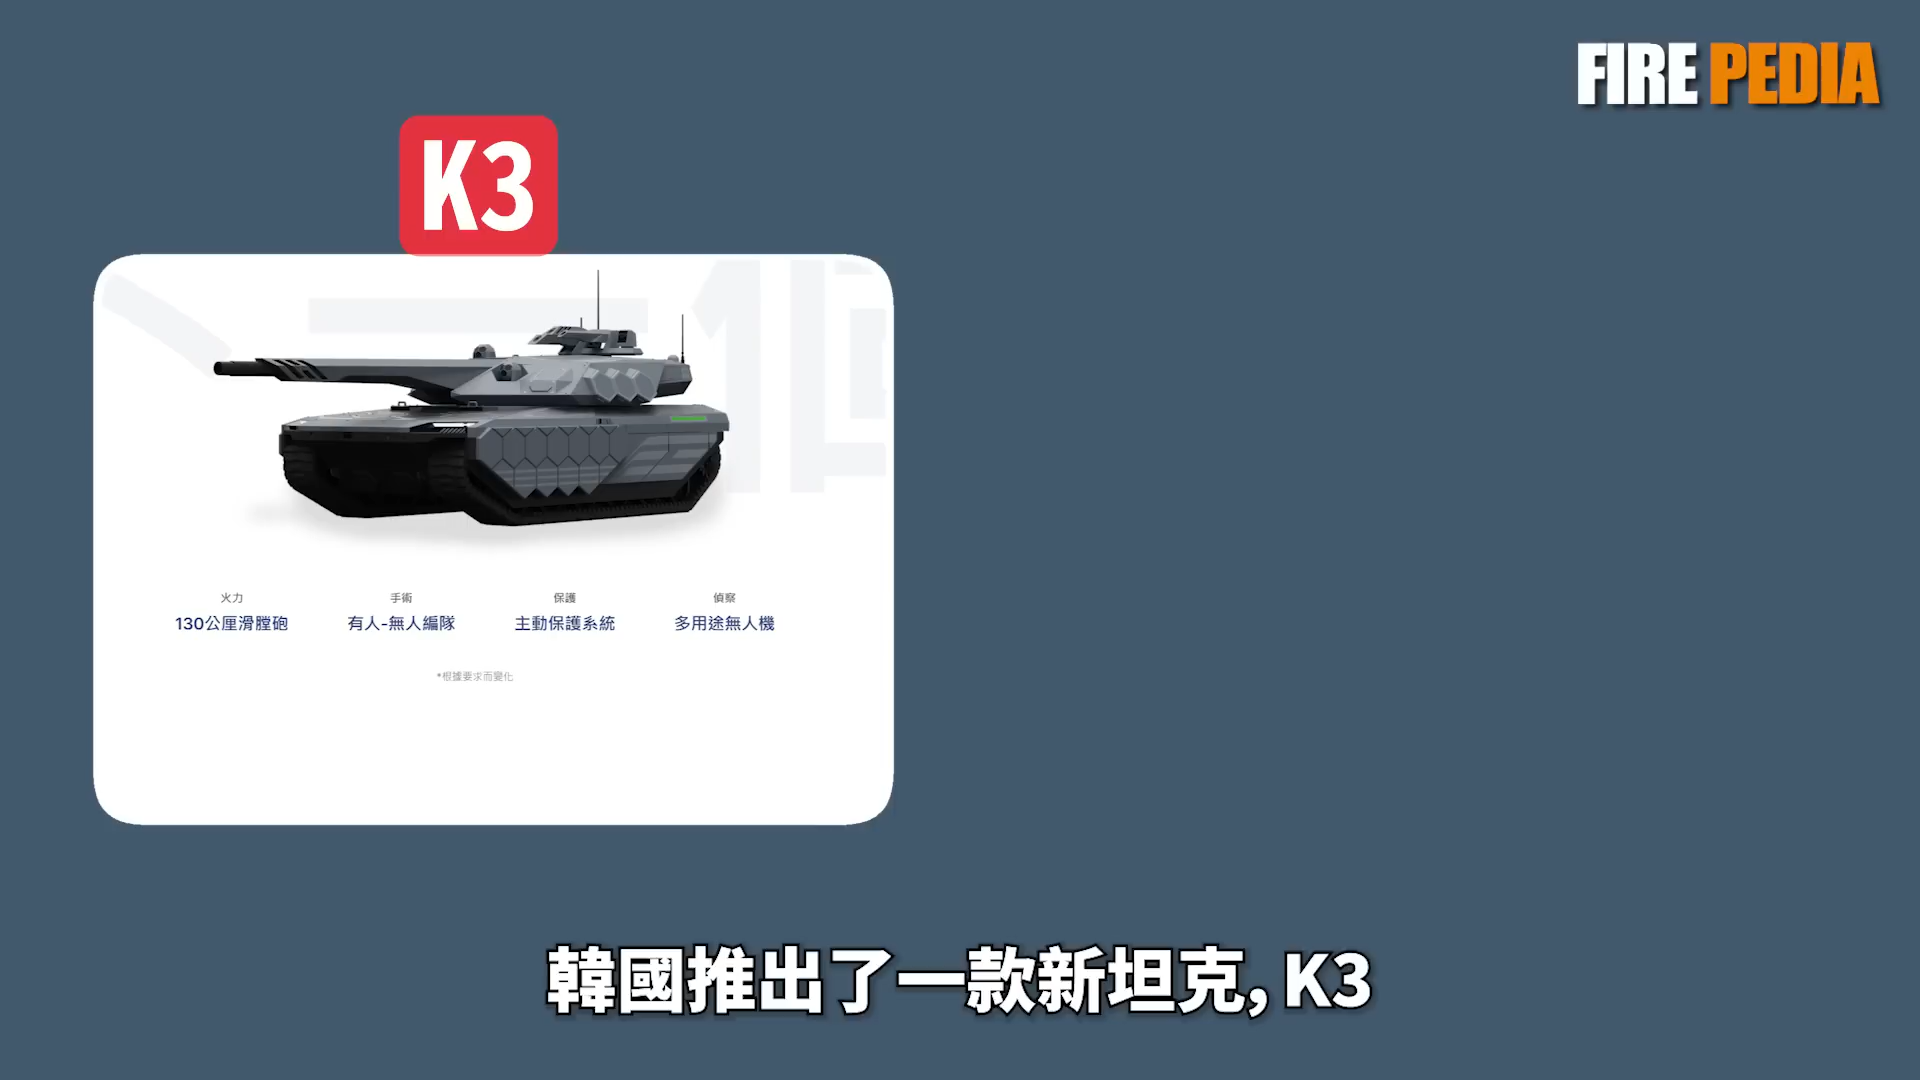 FIRE PEDIA
K3
火力 手術 保護 偵察
130公厘滑膛砲 有人-無人編隊 主動保護系統 多用途無人機
*根據要求而變化
韓國推出了一款新坦克, K3